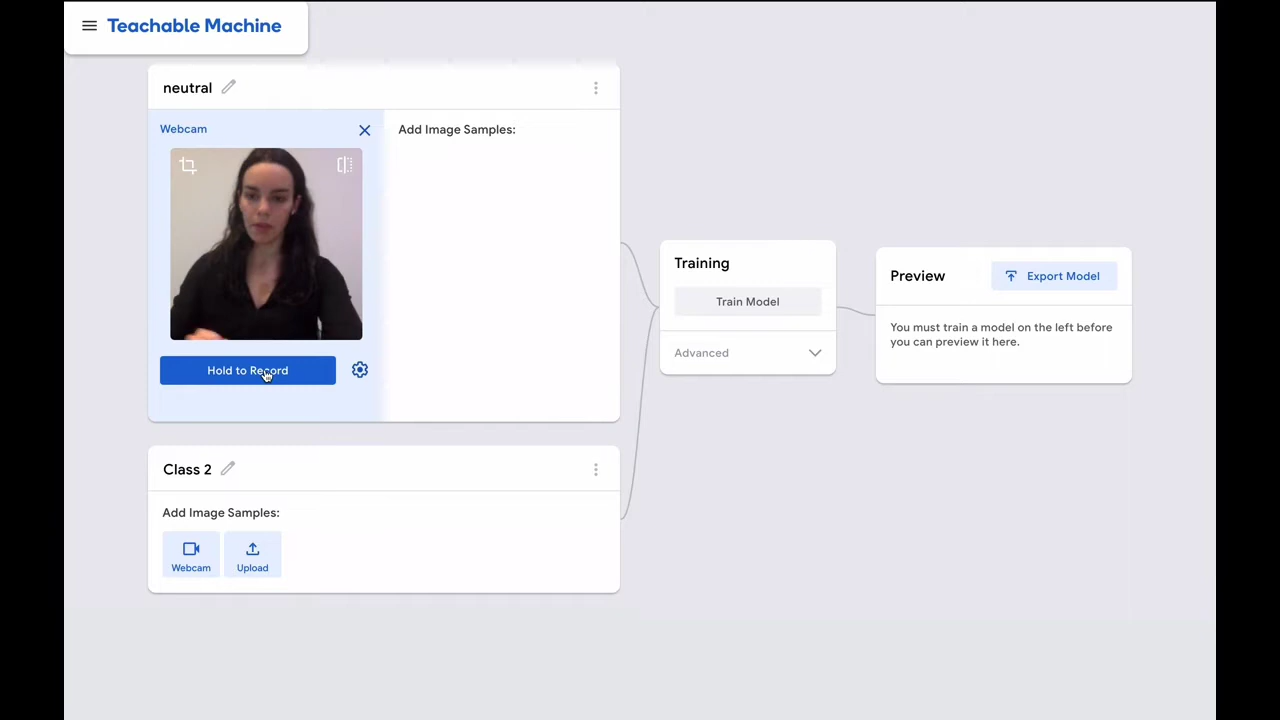 Teachable Machine
neutral
Webcam
Add Image Samples:
Hold to Record
Class 2
Add Image Samples:
Webcam
Upload
Training
Train Model
Advanced
Preview
Export Model
You must train a model on the left before
you can preview it here.